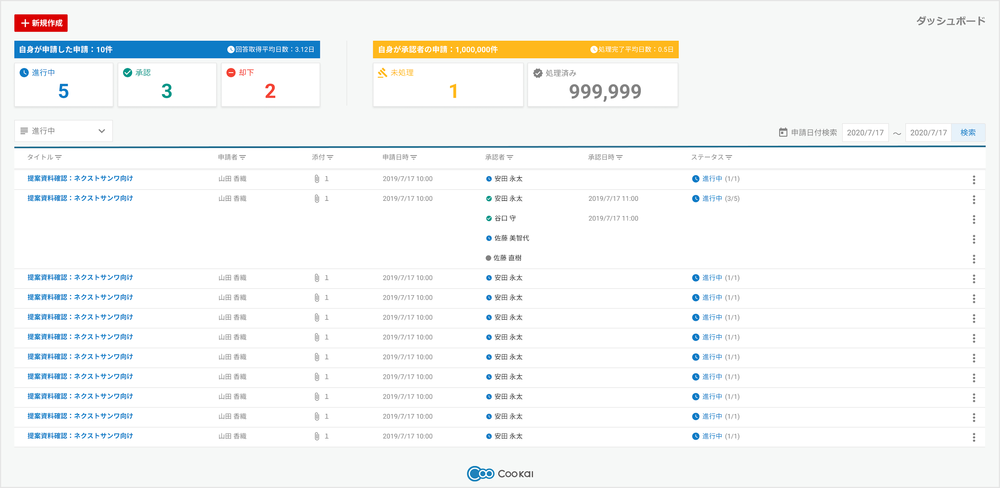 新規作成
ダッシュボード
自身が申請した申請：10件 回答取得平均日数：3.12日
自身が承認者の申請：1,000,000件 処理完了平均日数：0.5日
進行中
5
承認
3
却下
2
未処理
1
処理済み
999,999
進行中
申請日付検索 2020/7/17 ～ 2020/7/17 検索
タイトル 申請者 添付 申請日時 承認者 承認日時 ステータス
提案資料確認：ネクストサンワ向け 山田 香織 1 2019/7/17 10:00 安田 永太 進行中 (1/1)
提案資料確認：ネクストサンワ向け 山田 香織 1 2019/7/17 10:00 安田 永太 2019/7/17 11:00 進行中 (3/5)
谷口 守 2019/7/17 11:00
佐藤 美智代
佐藤 直樹
提案資料確認：ネクストサンワ向け 山田 香織 1 2019/7/17 10:00 安田 永太 進行中 (1/1)
提案資料確認：ネクストサンワ向け 山田 香織 1 2019/7/17 10:00 安田 永太 進行中 (1/1)
提案資料確認：ネクストサンワ向け 山田 香織 1 2019/7/17 10:00 安田 永太 進行中 (1/1)
提案資料確認：ネクストサンワ向け 山田 香織 1 2019/7/17 10:00 安田 永太 進行中 (1/1)
提案資料確認：ネクストサンワ向け 山田 香織 1 2019/7/17 10:00 安田 永太 進行中 (1/1)
提案資料確認：ネクストサンワ向け 山田 香織 1 2019/7/17 10:00 安田 永太 進行中 (1/1)
提案資料確認：ネクストサンワ向け 山田 香織 1 2019/7/17 10:00 安田 永太 進行中 (1/1)
提案資料確認：ネクストサンワ向け 山田 香織 1 2019/7/17 10:00 安田 永太 進行中 (1/1)
提案資料確認：ネクストサンワ向け 山田 香織 1 2019/7/17 10:00 安田 永太 進行中 (1/1)
Coo Kai